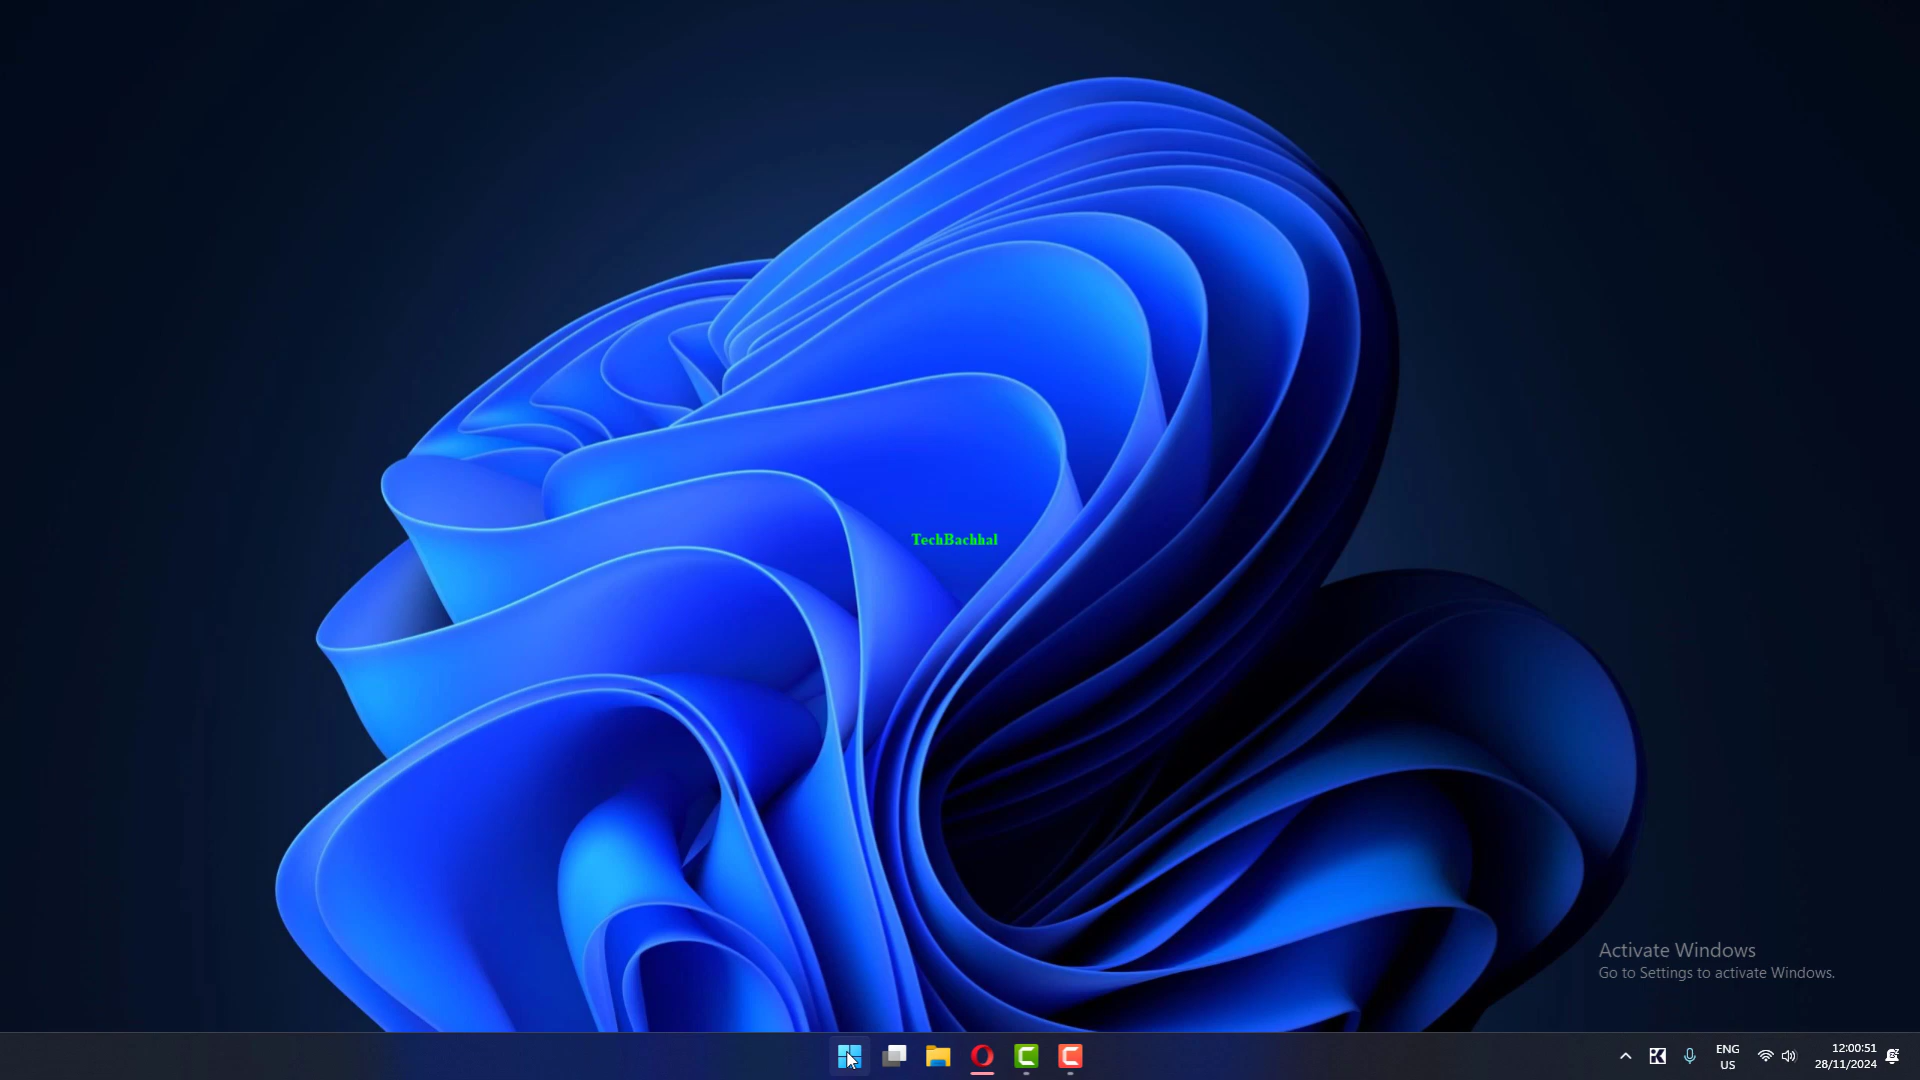 TechBachhal
Activate Windows
Go to Settings to activate Windows.
ENG
US
12:00:51
28/11/2024